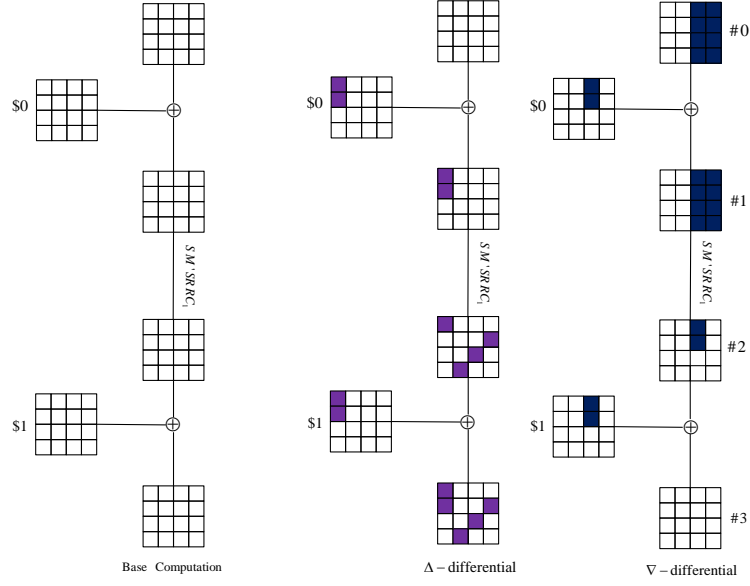 #0
$0
$0
$0
#1
S M 'SR RC₁
S M 'SR RC₁
S M 'SR RC₁
#2
$1
$1
$1
#3
Base Computation
Δ − differential
∇ − differential